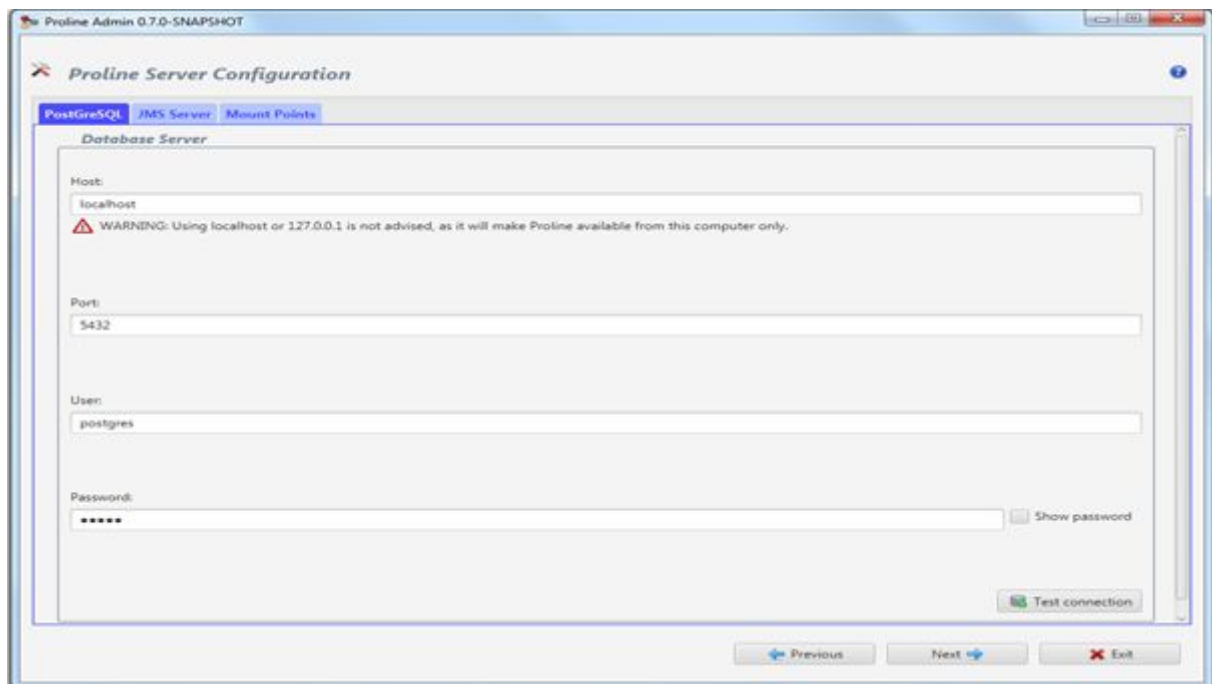 Proline Admin 0.7.0-SNAPSHOT
Proline Server Configuration
PostGreSQL JMS Server Mount Points
Database Server
Host:
localhost
WARNING: Using localhost or 127.0.0.1 is not advised, as it will make Proline available from this computer only.
Port:
5432
User:
postgres
Password:
•••••
Show password
Test connection
Previous Next Exit